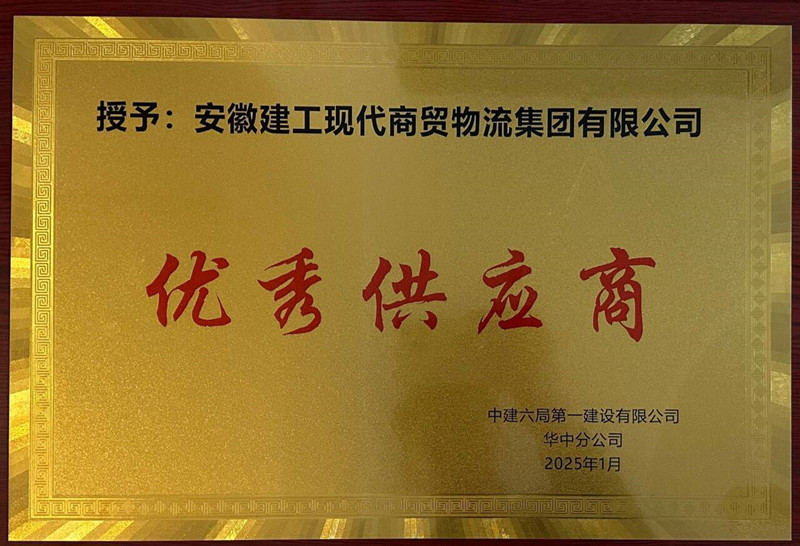 授予：安徽建工现代商贸物流集团有限公司
优秀供应商
中建六局第一建设有限公司
华中分公司
2025年1月